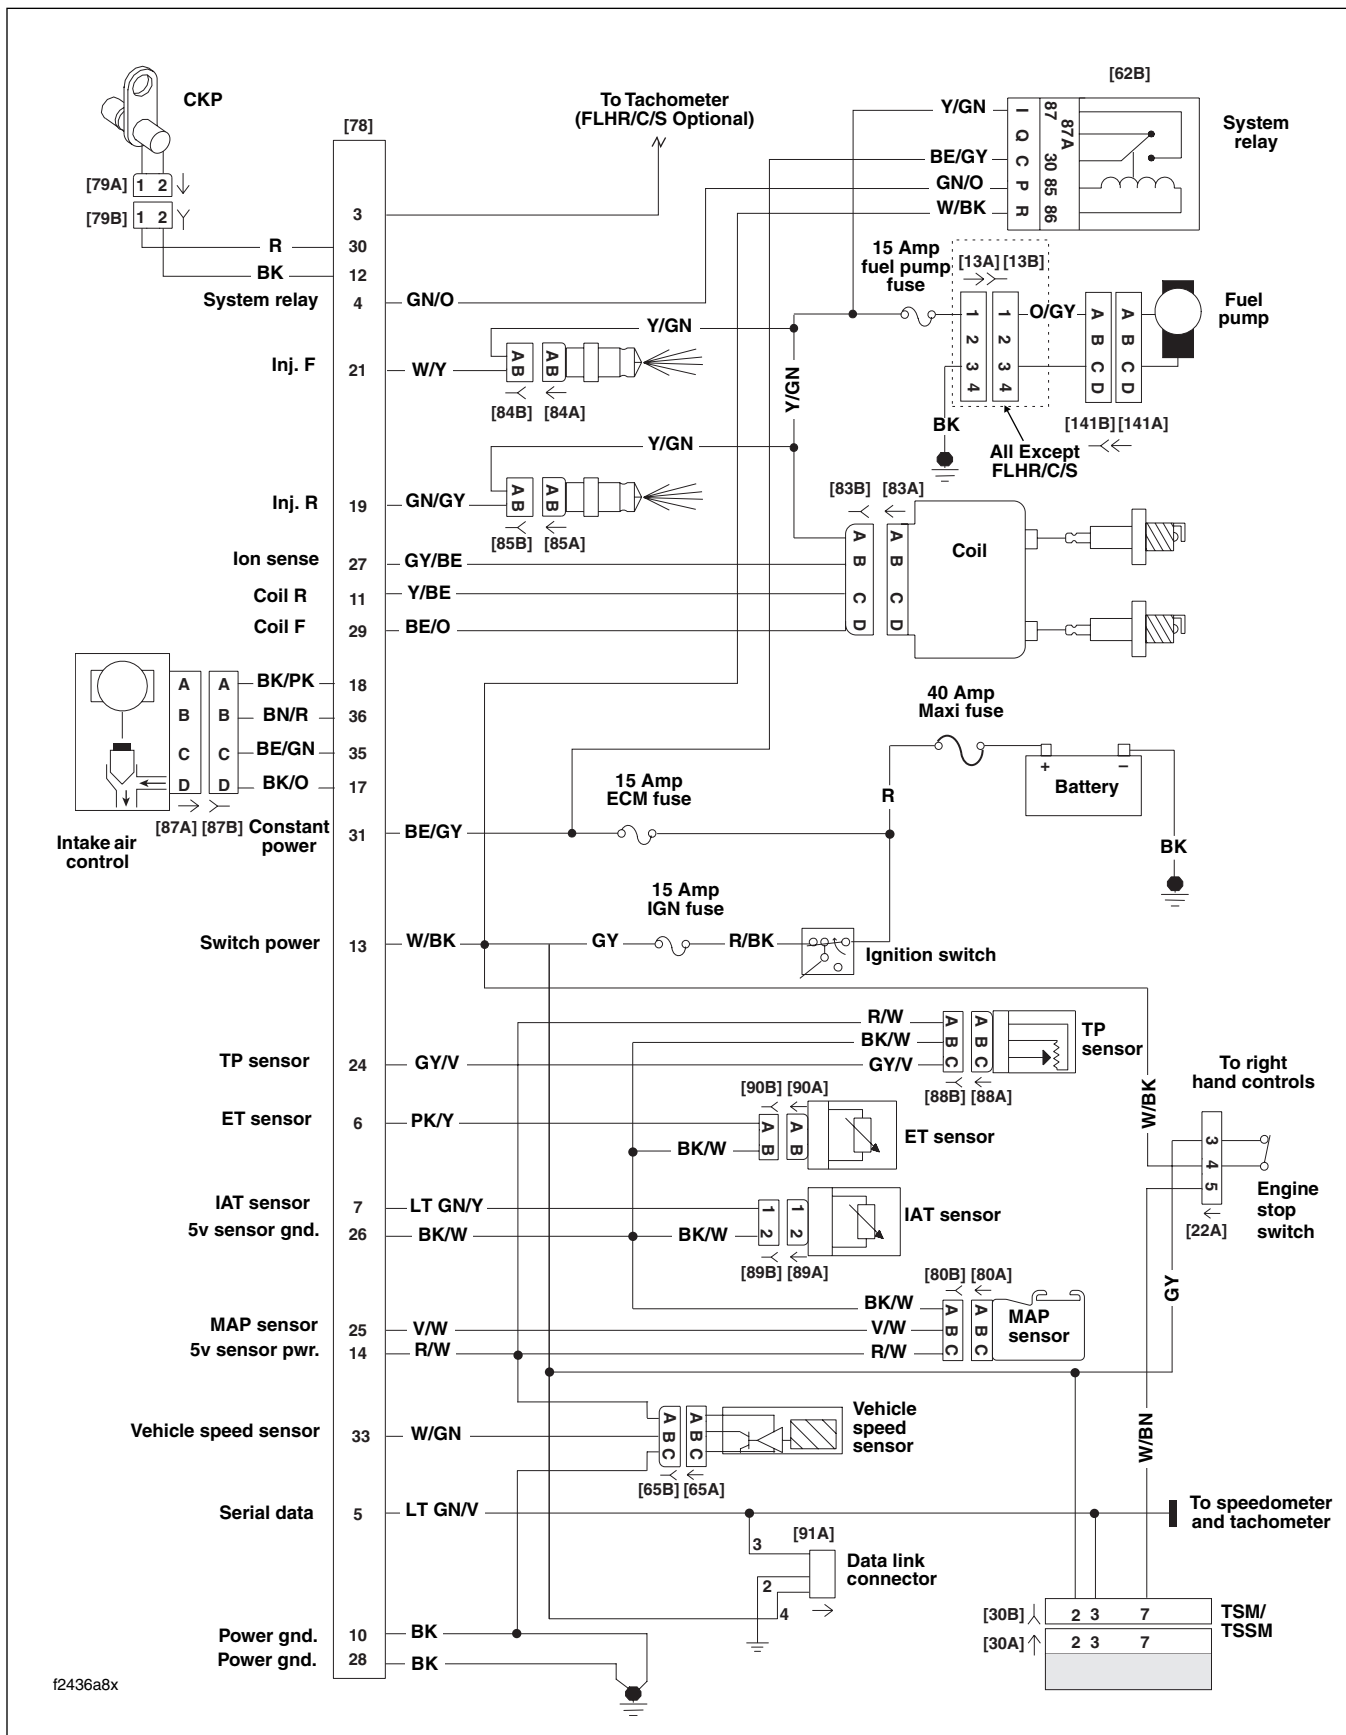 [62B]
CKP
To Tachometer
(FLHR/C/S Optional)
Y/GN
I
87
87A
Q
System
relay
[78]
BE/GY
C
30
[79A]
1 2
GN/O
P
85
[79B]
1 2
W/BK
R
86
3
R
30
15 Amp
fuel pump
fuse
[13A] [13B]
BK
12
System relay
4
GN/O
Fuel
pump
1
2
3
4
1
2
3
4
O/GY
A
B
C
D
A
B
C
D
Y/GN
Inj. F
21
W/Y
A
B
A
B
[84B] [84A]
Y/GN
BK
[141B] [141A]
All Except
FLHR/C/S
Y/GN
Inj. R
19
GN/GY
A
B
A
B
[85B] [85A]
[83B] [83A]
A
B
C
D
A
B
C
D
Coil
Ion sense
27
GY/BE
Coil R
11
Y/BE
Coil F
29
BE/O
A
B
C
D
A
B
C
D
BK/PK
18
BN/R
36
BE/GN
35
BK/O
17
[87A] [87B]
Intake air
control
40 Amp
Maxi fuse
+
–
Battery
R
BK
15 Amp
ECM fuse
Constant
power
31
BE/GY
15 Amp
IGN fuse
Switch power
13
W/BK
GY
R/BK
Ignition switch
R/W
BK/W
GY/V
A
B
C
A
B
C
TP
sensor
[88B] [88A]
TP sensor
24
GY/V
[90B] [90A]
ET sensor
6
PK/Y
BK/W
A
B
A
B
ET sensor
W/BK
To right
hand controls
3
4
5
[22A]
Engine
stop
switch
IAT sensor
7
LT GN/Y
5v sensor gnd.
26
BK/W
BK/W
1
2
1
2
IAT sensor
[89B] [89A]
[80B] [80A]
GY
BK/W
V/W
R/W
A
B
C
A
B
C
MAP
sensor
MAP sensor
25
V/W
5v sensor pwr.
14
R/W
Vehicle speed sensor
33
W/GN
A
B
C
A
B
C
[65B] [65A]
Vehicle
speed
sensor
W/BN
Serial data
5
LT GN/V
To speedometer
and tachometer
[91A]
3
2
4
Data link
connector
[30B]
2 3 7
[30A]
2 3 7
TSM/
TSSM
Power gnd.
10
BK
Power gnd.
28
BK
f2436a8x